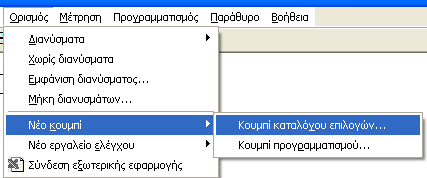 Ορισμός Μέτρηση Προγραμματισμός Παράθυρο Βοήθεια
Διανύσματα
Χωρίς διανύσματα
Εμφάνιση διανύσματος...
Μήκη διανυσμάτων...
Νέο κουμπί
Κουμπί καταλόγου επιλογών...
Νέο εργαλείο ελέγχου
Κουμπί προγραμματισμού...
Σύνδεση εξωτερικής εφαρμογής